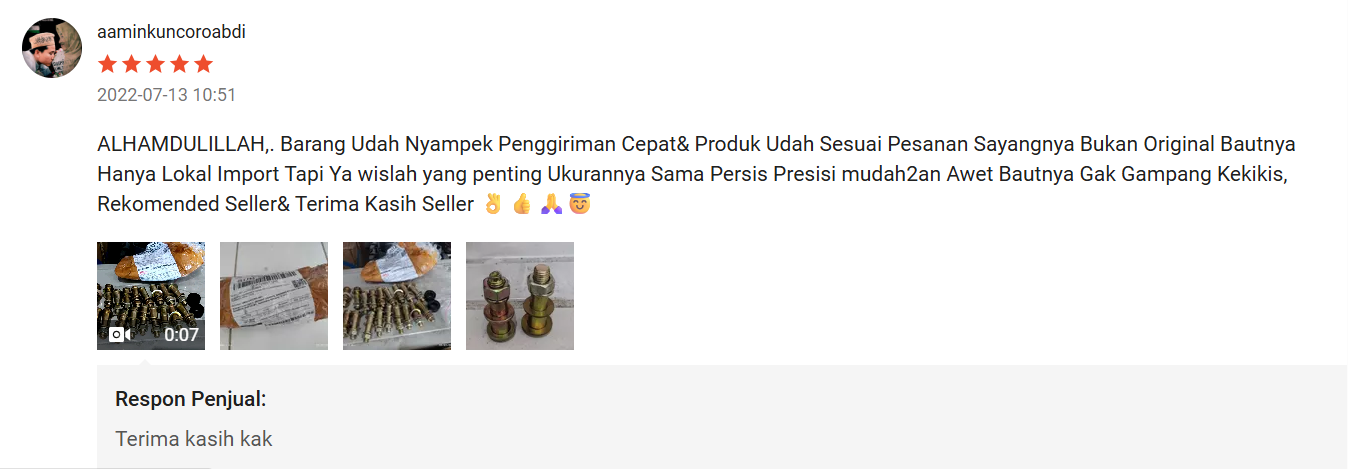 aaminkuncoroabdi
2022-07-13 10:51
ALHAMDULILLAH,. Barang Udah Nyampek Penggiriman Cepat& Produk Udah Sesuai Pesanan Sayangnya Bukan Original Bautnya
Hanya Lokal Import Tapi Ya wislah yang penting Ukurannya Sama Persis Presisi mudah2an Awet Bautnya Gak Gampang Kekikis,
Rekomended Seller& Terima Kasih Seller 👌👍🙏😇
0:07
Respon Penjual:
Terima kasih kak